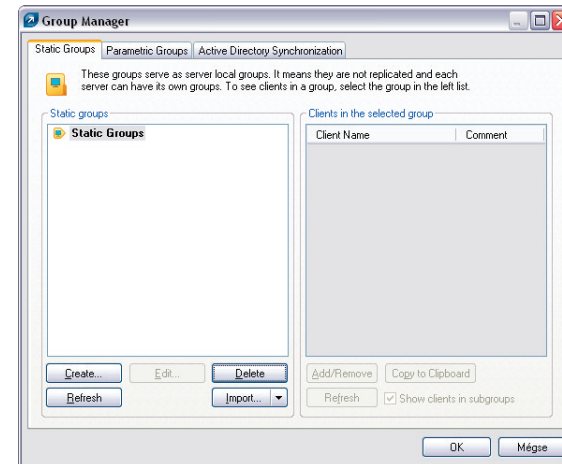 Group Manager
Static Groups Parametric Groups Active Directory Synchronization
These groups serve as server local groups. It means they are not replicated and each
server can have its own groups. To see clients in a group, select the group in the left list.
Static groups
Static Groups
Clients in the selected group
Client Name Comment
Create... Edit... Delete
Refresh Import...
Add/Remove Copy to Clipboard
Refresh Show clients in subgroups
OK Mégse